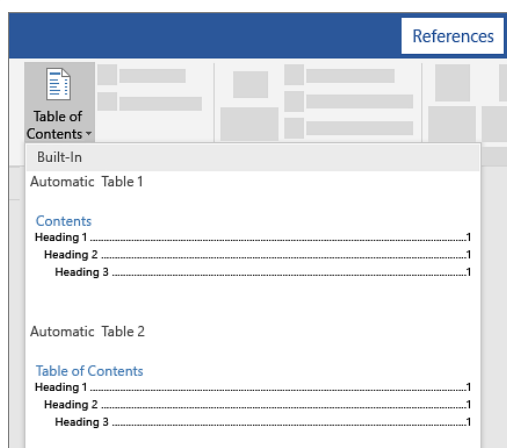 References
Table of
Contents
Built-In
Automatic Table 1
Contents
Heading 1 ........................................................................................................1
Heading 2 ......................................................................................................1
Heading 3 ...................................................................................................1
Automatic Table 2
Table of Contents
Heading 1 ........................................................................................................1
Heading 2 ......................................................................................................1
Heading 3 ...................................................................................................1